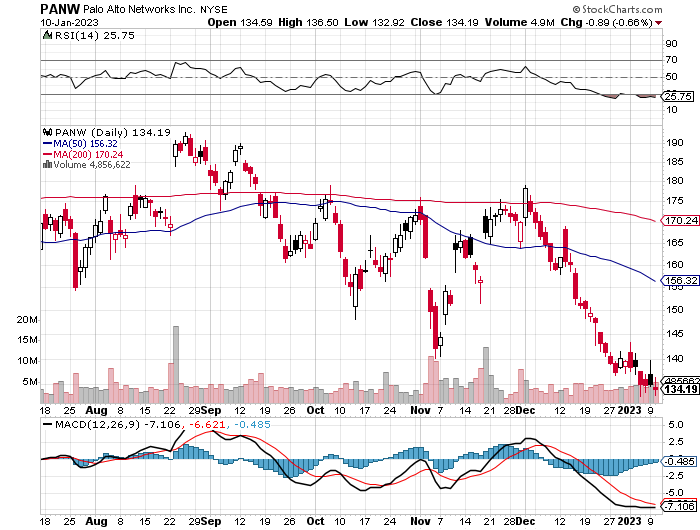 PANW Palo Alto Networks Inc. NYSE © StockCharts.com
10-Jan-2023 Open 134.59 High 136.50 Low 132.92 Close 134.19 Volume 4.9M Chg -0.89 (-0.66%)
RSI(14) 25.75
90
70
50
30
25.75
10
PANW (Daily) 134.19
MA(50) 156.32
MA(200) 170.24
Volume 4,856,622
190
185
180
175
170.24
165
160
156.32
155
150
145
140
134.19
20M
15M
10M
5M
18 25 Aug 8 15 22 Sep 12 19 26 Oct 10 17 24 Nov 7 14 21 28 Dec 12 19 27 2023 9
MACD(12,26,9) -7.106, -6.621, -0.485
5.0
2.5
-0.485
-2.5
-5.0
-7.106
18 25 Aug 8 15 22 Sep 12 19 26 Oct 10 17 24 Nov 7 14 21 28 Dec 12 19 27 2023 9